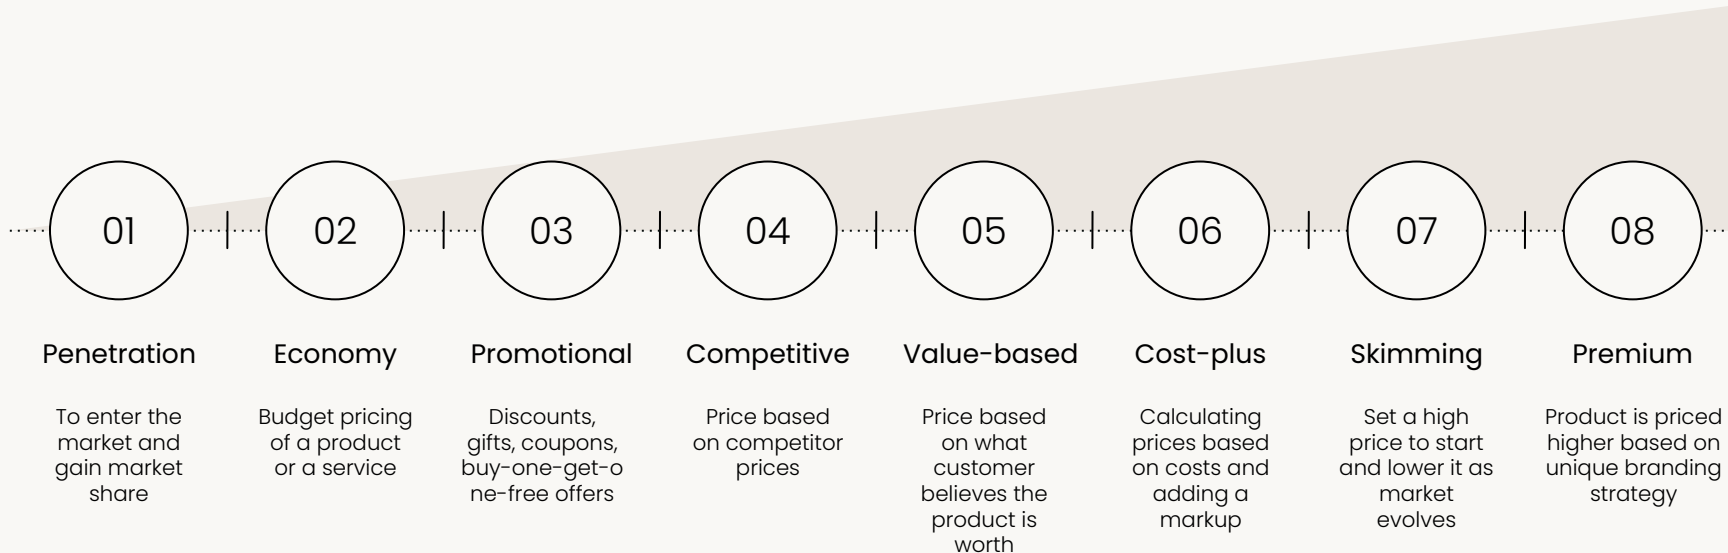 01
02
03
04
05
06
07
08
Penetration
To enter the
market and
gain market
share
Economy
Budget pricing
of a product
or a service
Promotional
Discounts,
gifts, coupons,
buy-one-get-o
ne-free offers
Competitive
Price based
on competitor
prices
Value-based
Price based
on what
customer
believes the
product is
worth
Cost-plus
Calculating
prices based
on costs and
adding a
markup
Skimming
Set a high
price to start
and lower it as
market
evolves
Premium
Product is priced
higher based on
unique branding
strategy